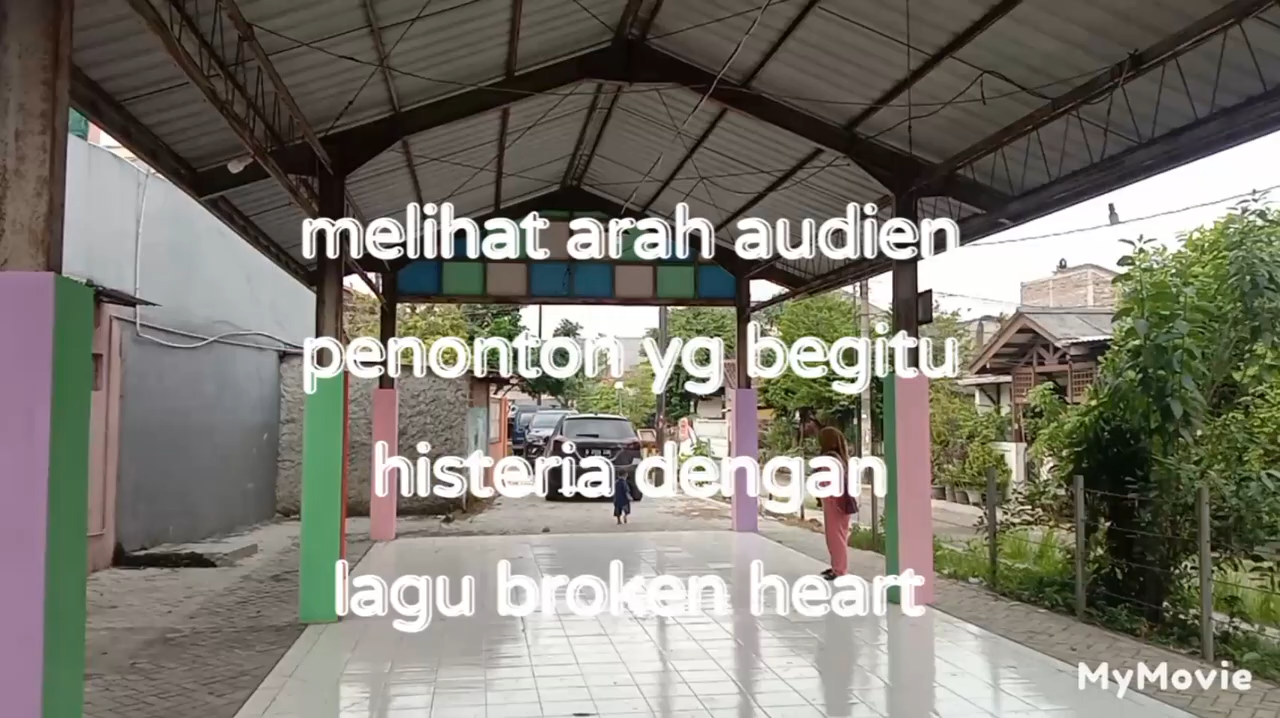 melihat arah audien
penonton yg begitu
histeria dengan
lagu broken heart
MyMovie